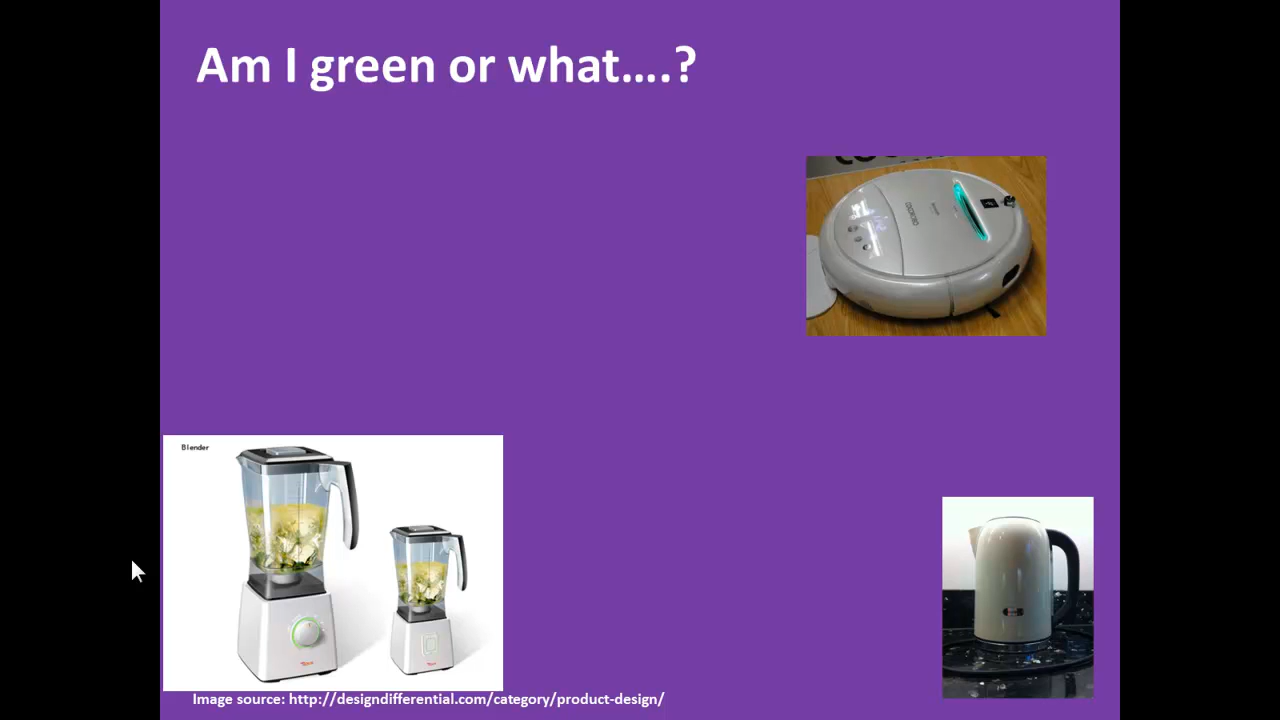 Am I green or what....?
Blender
Image source: http://designdifferential.com/category/product-design/